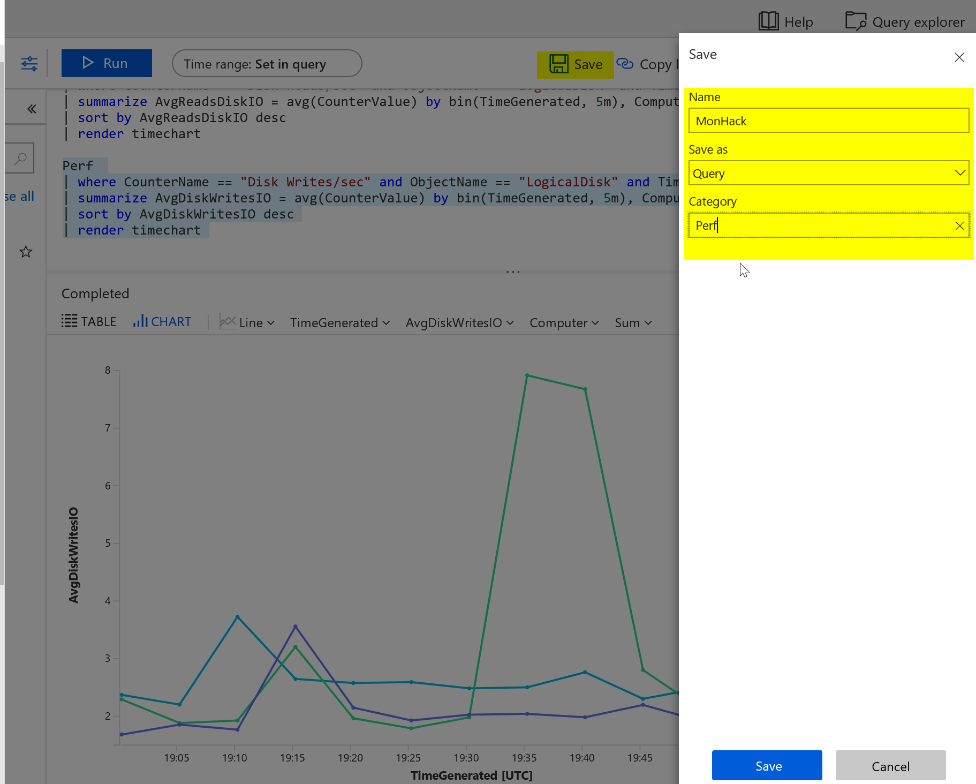 Help
Query explorer
Run
Time range: Set in query
Save
Copy
| summarize AvgReadsDiskIO = avg(CounterValue) by bin(TimeGenerated, 5m), Comput
| sort by AvgReadsDiskIO desc
| render timechart
Perf
| where CounterName == "Disk Writes/sec" and ObjectName == "LogicalDisk" and Tim
| summarize AvgDiskWritesIO = avg(CounterValue) by bin(TimeGenerated, 5m), Compu
| sort by AvgDiskWritesIO desc
| render timechart
se all
Completed
TABLE
CHART
Line
TimeGenerated
AvgDiskWritesIO
Computer
Sum
8
7
6
5
4
3
2
AvgDiskWritesIO
19:05
19:10
19:15
19:20
19:25
19:30
19:35
19:40
19:45
TimeGenerated [UTC]
Save
Name
MonHack
Save as
Query
Category
Perf
Save
Cancel